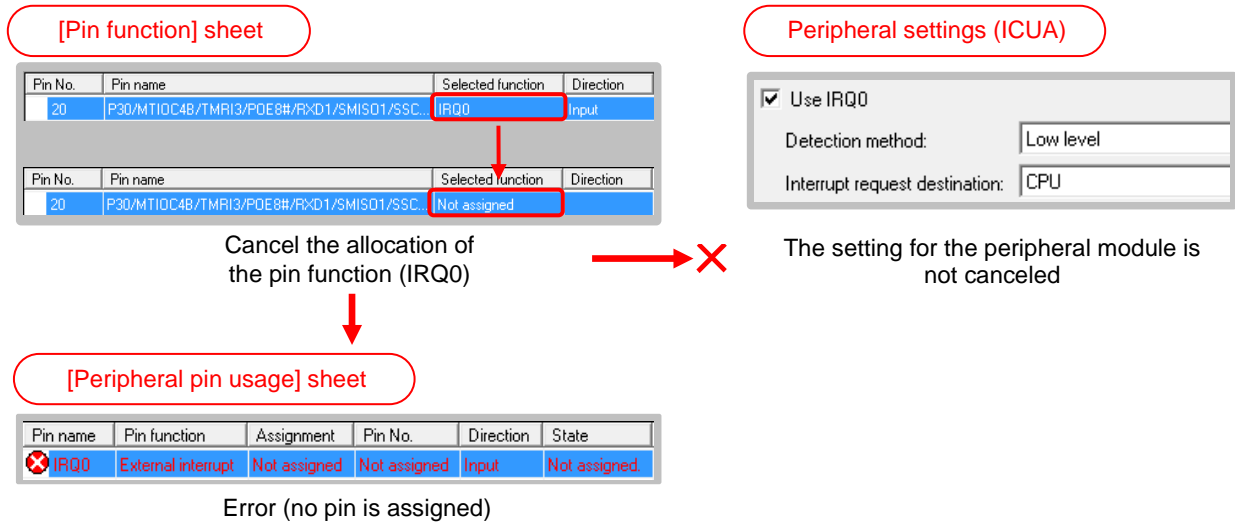 [Pin function] sheet
Peripheral settings (ICUA)
Pin No. Pin name Selected function Direction
20 P30/MTIOC4B/TMRI3/POE8#/RXD1/SMISO1/SSC... IRQ0 Input
Pin No. Pin name Selected function Direction
20 P30/MTIOC4B/TMRI3/POE8#/RXD1/SMISO1/SSC... Not assigned
Use IRQ0
Detection method: Low level
Interrupt request destination: CPU
Cancel the allocation of
the pin function (IRQ0)
The setting for the peripheral module is
not canceled
[Peripheral pin usage] sheet
Pin name Pin function Assignment Pin No. Direction State
IRQ0 External interrupt Not assigned Not assigned Input Not assigned.
Error (no pin is assigned)